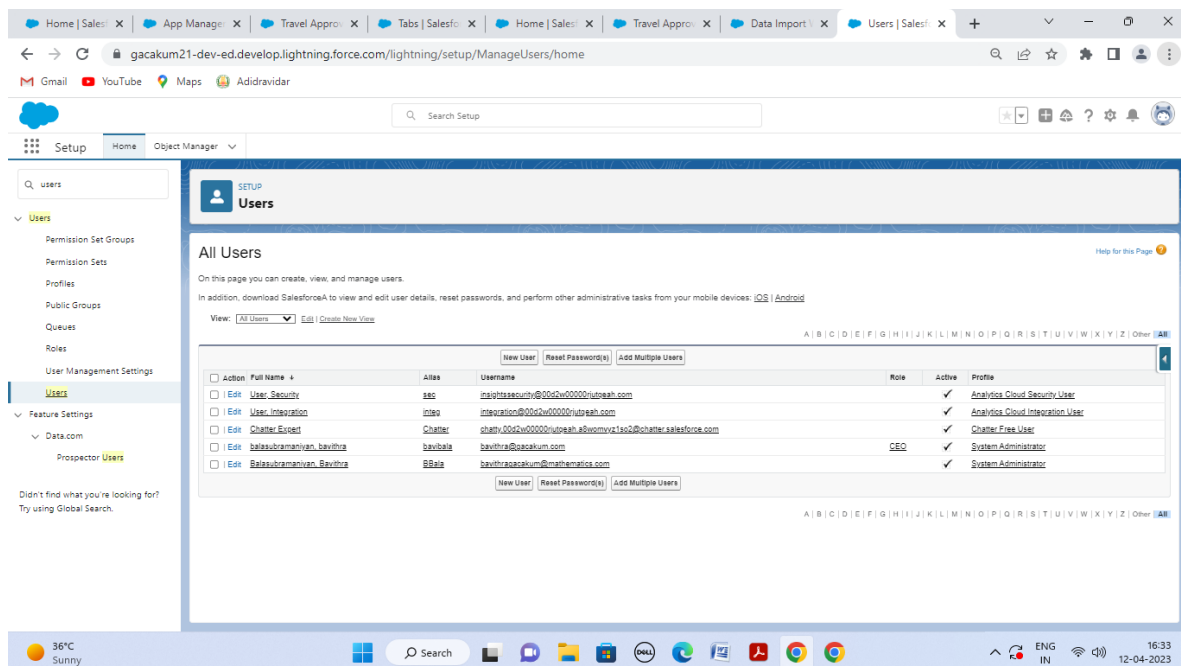 Home | Sales
App Manage
Travel Approv
Tabs | Salesfo
Home | Sales
Travel Approv
Data Import
Users | Salesf
gacakum21-dev-ed.develop.lightning.force.com/lightning/setup/ManageUsers/home
Gmail YouTube Maps Adidravidar
Search Setup
Setup Home Object Manager
users
SETUP
Users
Users
Permission Set Groups
Permission Sets
Profiles
Public Groups
Queues
Roles
User Management Settings
Users
Feature Settings
Data.com
Prospector Users
Didn't find what you're looking for?
Try using Global Search.
All Users
Help for this Page
On this page you can create, view, and manage users.
In addition, download SalesforceA to view and edit user details, reset passwords, and perform other administrative tasks from your mobile devices: iOS | Android
View: All Users Edit | Create New View
A | B | C | D | E | F | G | H | I | J | K | L | M | N | O | P | Q | R | S | T | U | V | W | X | Y | Z | Other All
New User Reset Password(s) Add Multiple Users
Action Full Name Alias Username Role Active Profile
Edit User, Security sec insightssecurity@00d2w00000rjutqeah.com Analytics Cloud Security User
Edit User, Integration integ integration@00d2w00000rjutqeah.com Analytics Cloud Integration User
Edit Chatter Expert Chatter chatty.00d2w00000rjutqeah.a8womvyz1so2@chatter.salesforce.com Chatter Free User
Edit balasubramaniyan, bavithra bavibala bavithra@gacakum.com CEO System Administrator
Edit Balasubramaniyan, Bavithra BBala bavithragacakum@mathematics.com System Administrator
New User Reset Password(s) Add Multiple Users
A | B | C | D | E | F | G | H | I | J | K | L | M | N | O | P | Q | R | S | T | U | V | W | X | Y | Z | Other All
36°C
Sunny
Search
DELL
ENG
IN
16:33
12-04-2023